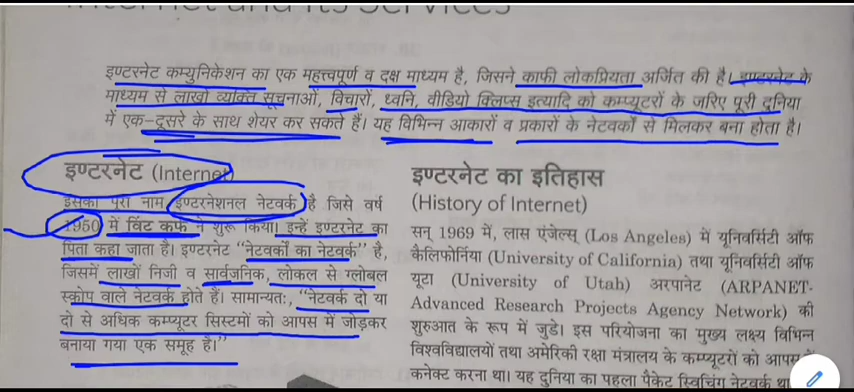 Internet and its Services
इण्टरनेट कम्युनिकेशन का एक महत्त्वपूर्ण व दक्ष माध्यम है, जिसने काफी लोकप्रियता अर्जित की है। इण्टरनेट के
माध्यम से लाखों व्यक्ति सूचनाओं, विचारों, ध्वनि, वीडियो क्लिप्स इत्यादि को कम्प्यूटरों के जरिए पूरी दुनिया
में एक-दूसरे के साथ शेयर कर सकते हैं। यह विभिन्न आकारों व प्रकारों के नेटवर्कों से मिलकर बना होता है।
इण्टरनेट (Internet)
इसका पूरा नाम इण्टरनेशनल नेटवर्क है जिसे वर्ष
1950 में विंट कर्फ ने शुरू किया। इन्हें इण्टरनेट का
पिता कहा जाता है। इण्टरनेट “नेटवर्कों का नेटवर्क” है,
जिसमें लाखों निजी व सार्वजनिक, लोकल से ग्लोबल
स्कोप वाले नेटवर्क होते हैं। सामान्यतः, “नेटवर्क दो या
दो से अधिक कम्प्यूटर सिस्टमों को आपस में जोड़कर
बनाया गया एक समूह है।”
इण्टरनेट का इतिहास
(History of Internet)
सन् 1969 में, लास एंजेल्स् (Los Angeles) में यूनिवर्सिटी ऑफ
कैलिफोर्निया (University of California) तथा यूनिवर्सिटी ऑफ
यूटा (University of Utah) अरपानेट (ARPANET-
Advanced Research Projects Agency Network) की
शुरुआत के रूप में जुडे। इस परियोजना का मुख्य लक्ष्य विभिन्न
विश्वविद्यालयों तथा अमेरिकी रक्षा मंत्रालय के कम्प्यूटरों को आपस में
कनेक्ट करना था। यह दुनिया का पहला पैकेट स्विचिंग नेटवर्क था।